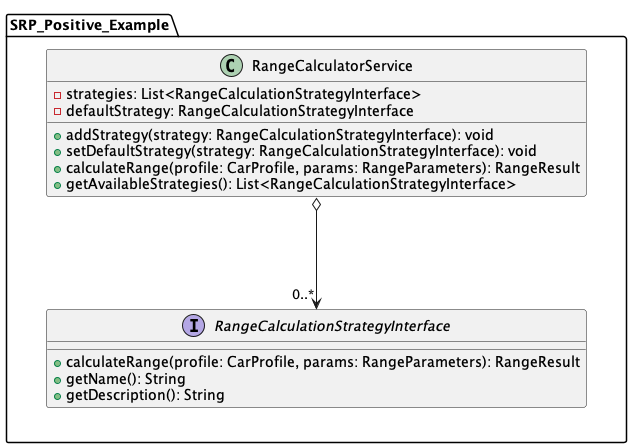 SRP_Positive_Example
C RangeCalculatorService
strategies: List<RangeCalculationStrategyInterface>
defaultStrategy: RangeCalculationStrategyInterface
addStrategy(strategy: RangeCalculationStrategyInterface): void
setDefaultStrategy(strategy: RangeCalculationStrategyInterface): void
calculateRange(profile: CarProfile, params: RangeParameters): RangeResult
getAvailableStrategies(): List<RangeCalculationStrategyInterface>
0..*
I RangeCalculationStrategyInterface
calculateRange(profile: CarProfile, params: RangeParameters): RangeResult
getName(): String
getDescription(): String